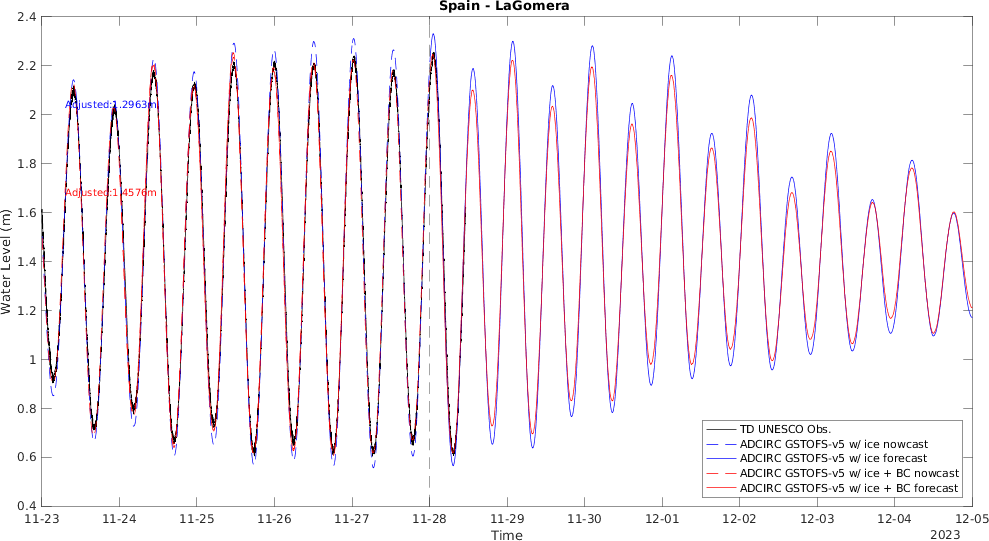 Spain - LaGomera
2.4
2.2
2
1.8
1.6
1.4
1.2
1
0.8
0.6
0.4
Water Level (m)
Adjusted:1.2963m
Adjusted:1.4576m
TD UNESCO Obs.
ADCIRC GSTOFS-v5 w/ ice nowcast
ADCIRC GSTOFS-v5 w/ ice forecast
ADCIRC GSTOFS-v5 w/ ice + BC nowcast
ADCIRC GSTOFS-v5 w/ ice + BC forecast
11-23 11-24 11-25 11-26 11-27 11-28 11-29 11-30 12-01 12-02 12-03 12-04 12-05
Time
2023